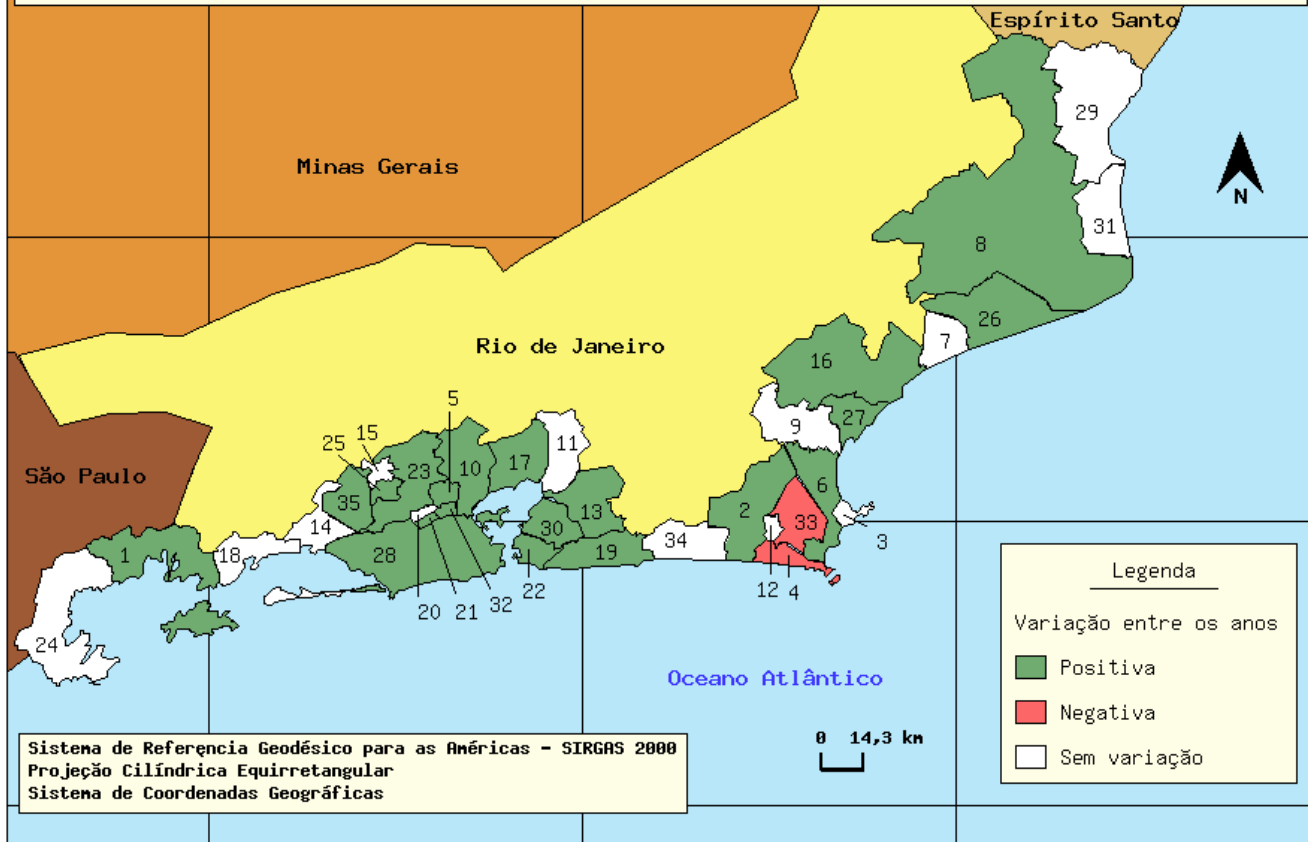 Espírito Santo
29
Minas Gerais
N
31
8
26
7
Rio de Janeiro
16
5
27
15
9
25
11
23
10
17
São Paulo
6
35
2
13
14
33
30
1
28
34
3
18
19
12
4
22
20
21
32
24
Legenda
Variação entre os anos
Positiva
Negativa
Sem variação
Oceano Atlântico
0 14,3 km
Sistema de Referência Geodésico para as Américas - SIRGAS 2000
Projeção Cilíndrica Equirretangular
Sistema de Coordenadas Geográficas